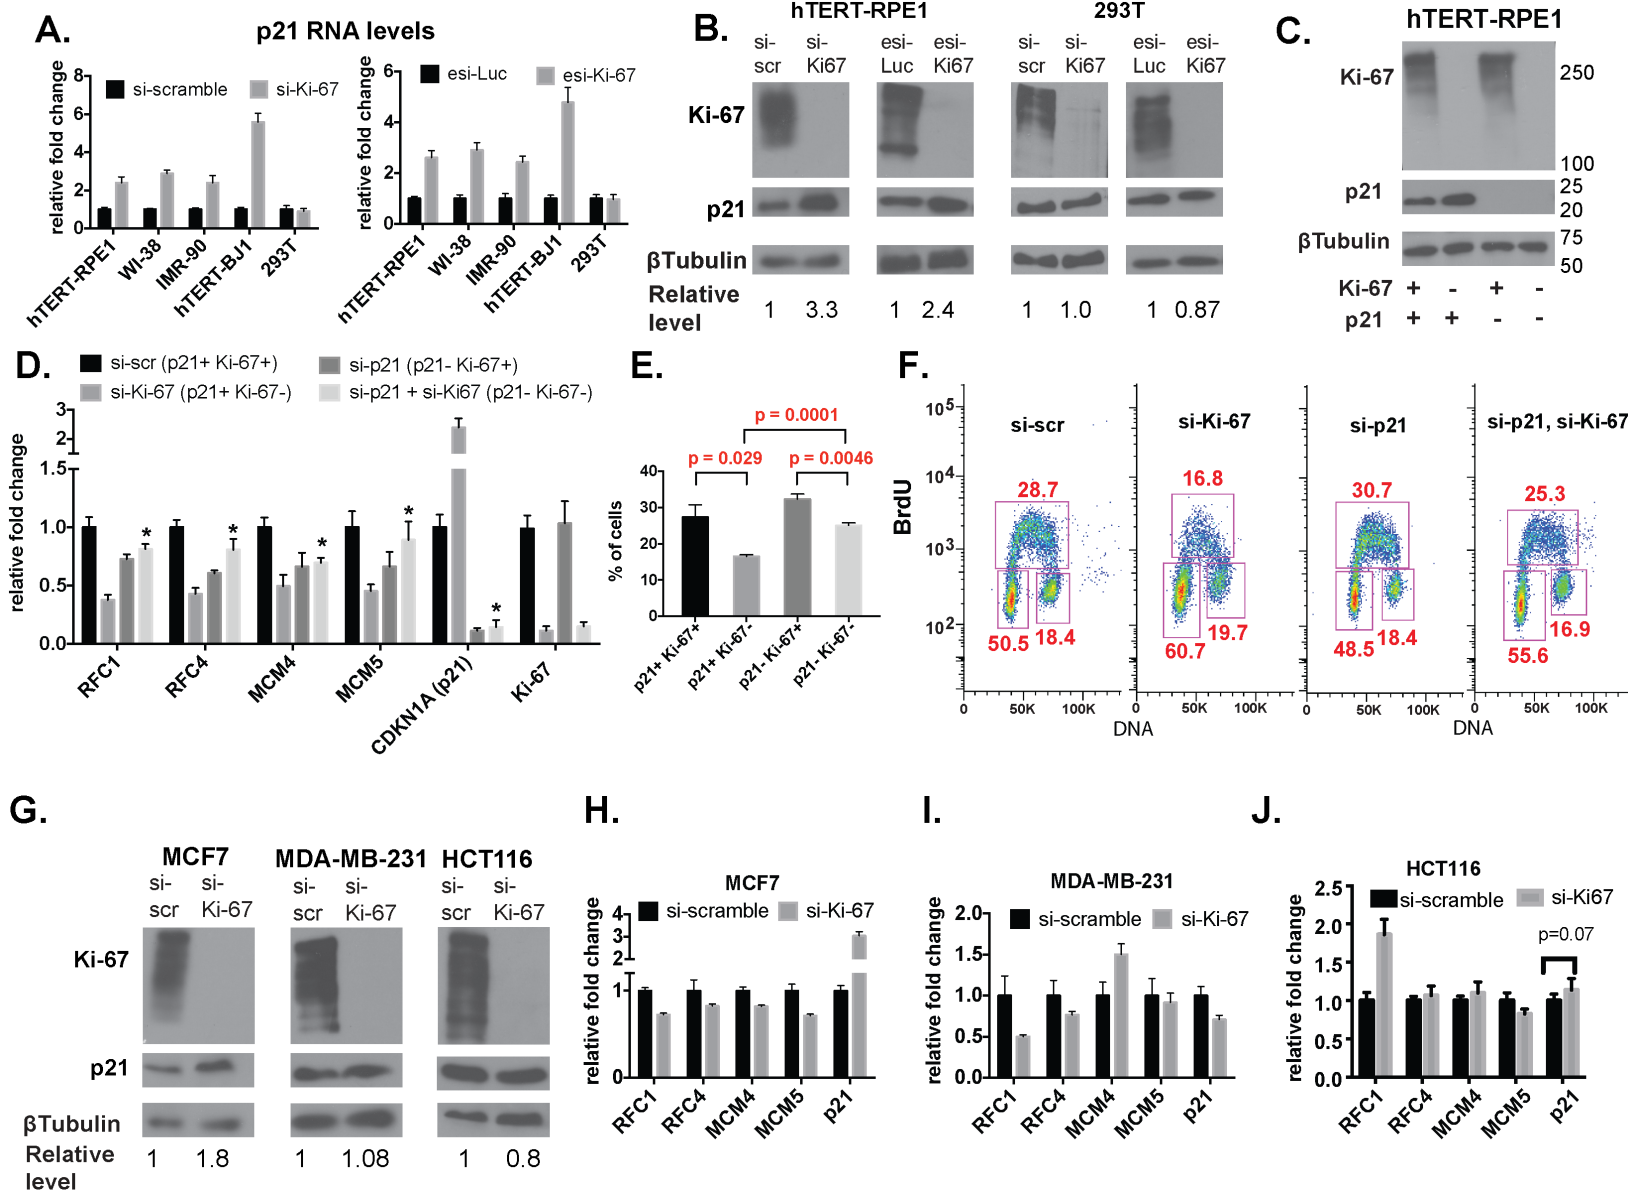 A.
p21 RNA levels
relative fold change
8
6
4
2
0
si-scramble
si-Ki-67
hTERT-RPE1
WI-38
IMR-90
hTERT-BJ1
293T
relative fold change
6
4
2
0
esi-Luc
esi-Ki-67
hTERT-RPE1
WI-38
IMR-90
hTERT-BJ1
293T
B.
hTERT-RPE1
293T
si- si- esi- esi- si- si- esi- esi-
scr Ki67 Luc Ki67 scr Ki67 Luc Ki67
Ki-67
p21
βTubulin
Relative
level
1 3.3 1 2.4 1 1.0 1 0.87
C.
hTERT-RPE1
Ki-67
250
100
p21
25
20
βTubulin
75
50
Ki-67 + - + -
p21 + + - -
D.
si-scr (p21+ Ki-67+)
si-p21 (p21- Ki-67+)
si-Ki-67 (p21+ Ki-67-)
si-p21 + si-Ki67 (p21- Ki-67-)
relative fold change
3
2
1.5
1.0
0.5
0.0
* * * * *
RFC1
RFC4
MCM4
MCM5
CDKN1A (p21)
Ki-67
E.
p = 0.0001
p = 0.029
p = 0.0046
% of cells
40
30
20
10
0
p21+ Ki-67+
p21+ Ki-67-
p21- Ki-67+
p21- Ki-67-
F.
BrdU
10⁵
10⁴
10³
10²
si-scr
28.7
50.5
18.4
0 50K 100K
si-Ki-67
16.8
60.7
19.7
0 50K 100K
DNA
si-p21
30.7
48.5
18.4
0 50K 100K
si-p21, si-Ki-67
25.3
55.6
16.9
0 50K 100K
DNA
G.
MCF7
MDA-MB-231
HCT116
si- si- si- si- si- si-
scr Ki-67 scr Ki-67 scr Ki-67
Ki-67
p21
βTubulin
Relative
level
1 1.8 1 1.08 1 0.8
H.
MCF7
si-scramble
si-Ki-67
relative fold change
4
3
2
1
0
RFC1
RFC4
MCM4
MCM5
p21
I.
MDA-MB-231
si-scramble
si-Ki-67
relative fold change
2.0
1.5
1.0
0.5
0.0
RFC1
RFC4
MCM4
MCM5
p21
J.
HCT116
si-scramble
si-Ki67
p=0.07
relative fold change
2.5
2.0
1.5
1.0
0.5
0.0
RFC1
RFC4
MCM4
MCM5
p21